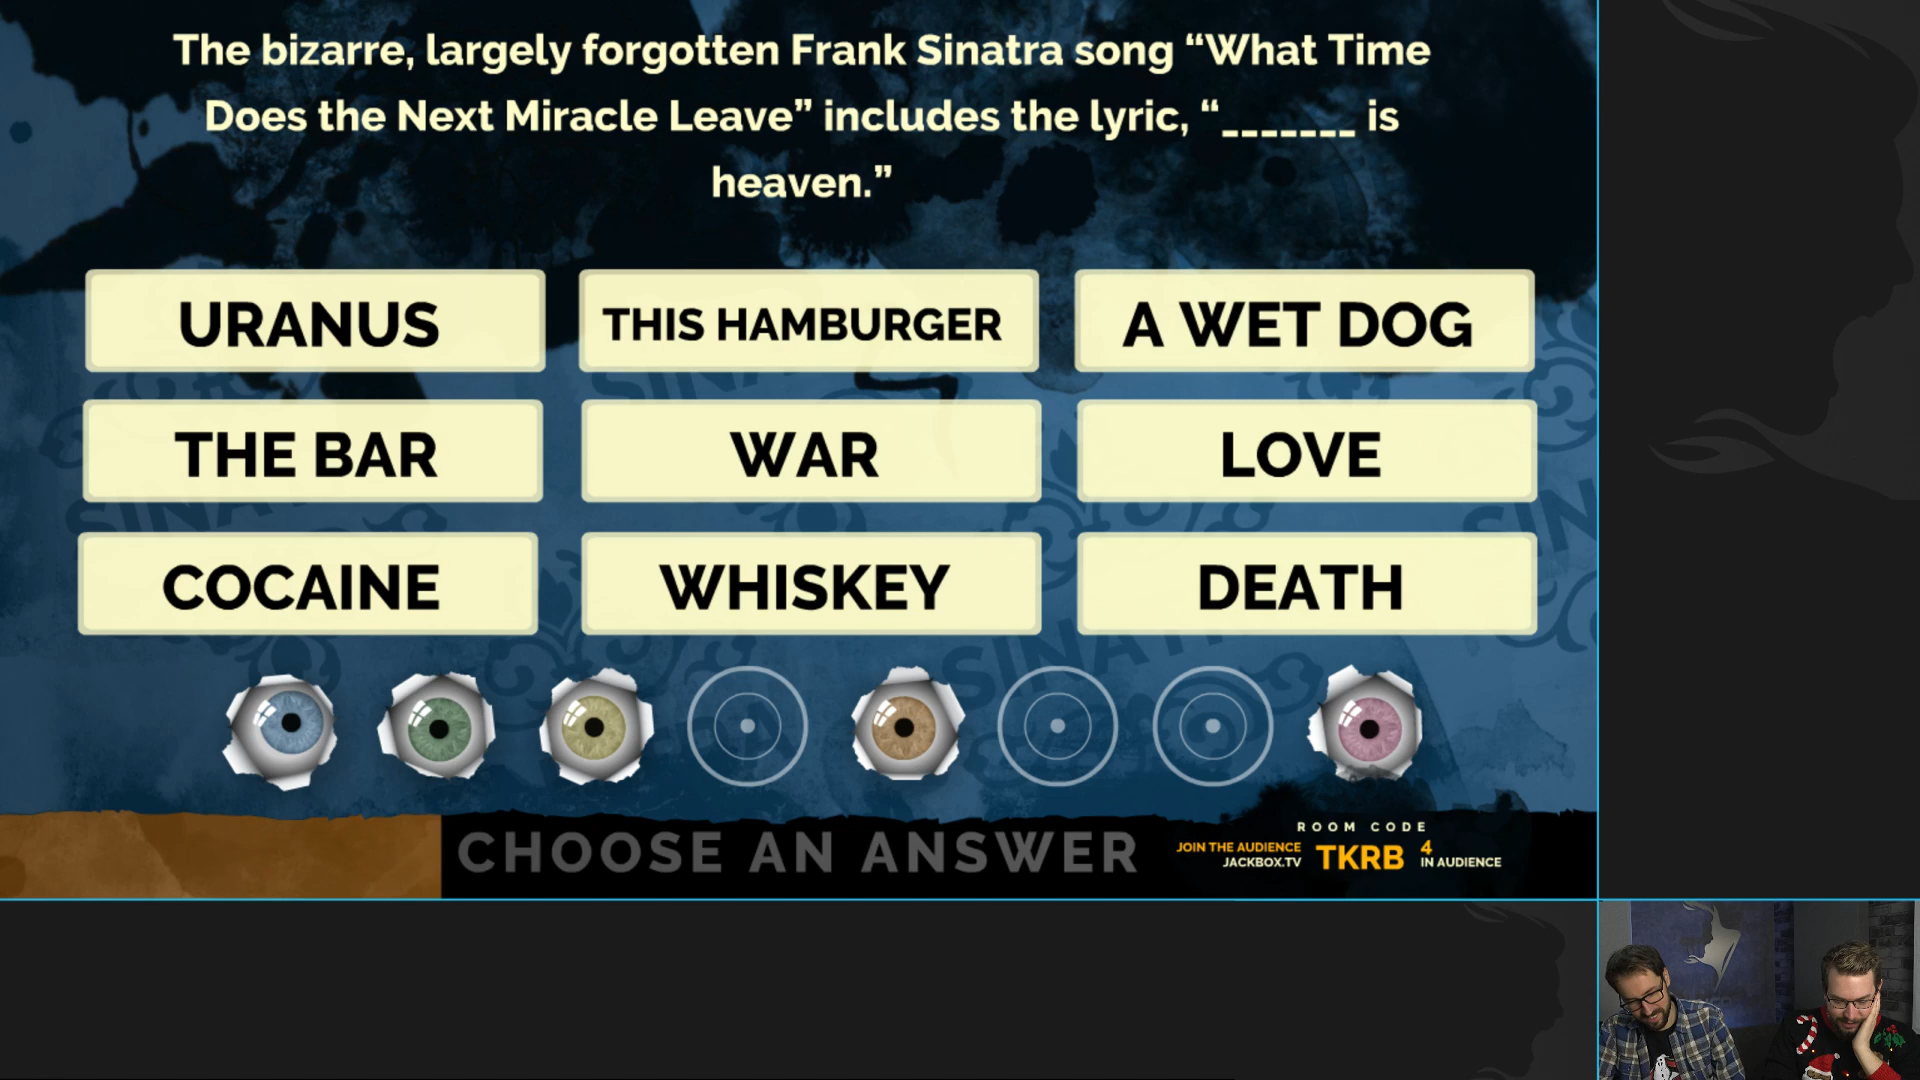 The bizarre, largely forgotten Frank Sinatra song “What Time
Does the Next Miracle Leave” includes the lyric, “_______ is
heaven.”
URANUS
THIS HAMBURGER
A WET DOG
THE BAR
WAR
LOVE
COCAINE
WHISKEY
DEATH
CHOOSE AN ANSWER
ROOM CODE
JOIN THE AUDIENCE
JACKBOX.TV
TKRB
4
IN AUDIENCE